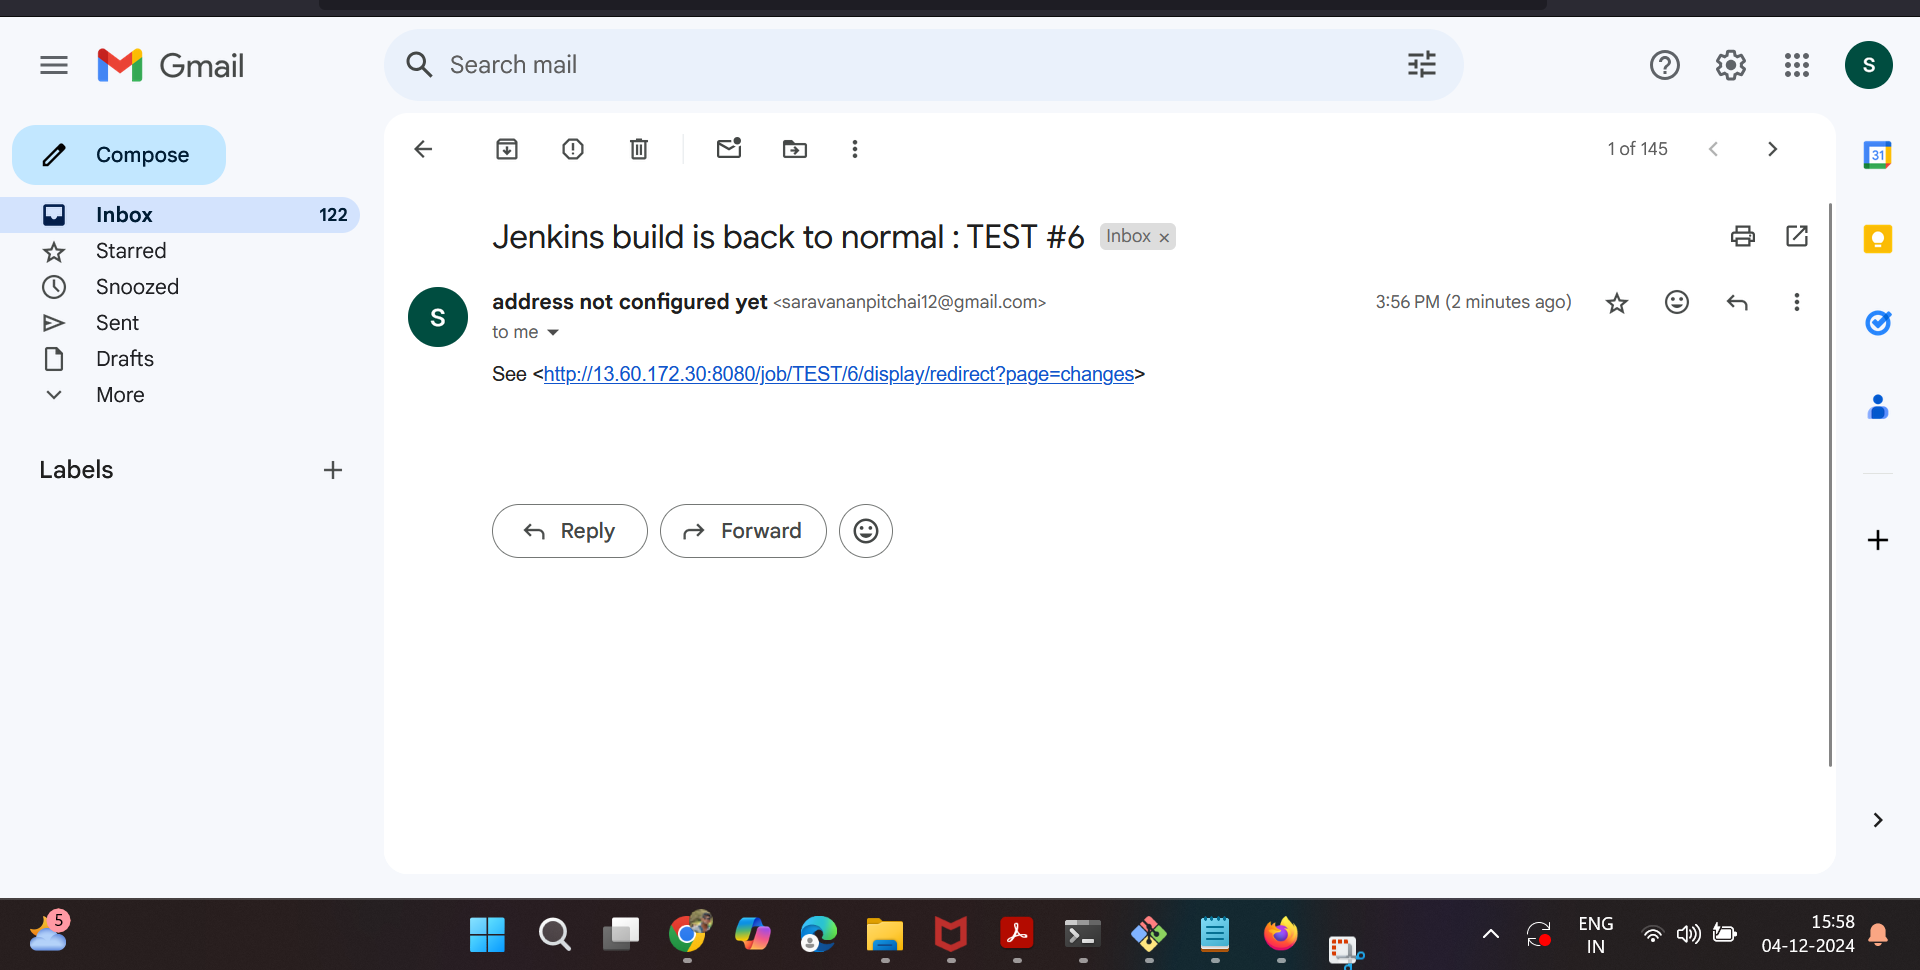 Gmail
Search mail
S
Compose
1 of 145
31
Inbox 122
Starred
Snoozed
Sent
Drafts
More
Labels
Jenkins build is back to normal : TEST #6 Inbox ×
S
address not configured yet <saravananpitchai12@gmail.com> 3:56 PM (2 minutes ago)
to me
See <http://13.60.172.30:8080/job/TEST/6/display/redirect?page=changes>
Reply Forward
5
ENG
IN
15:58
04-12-2024